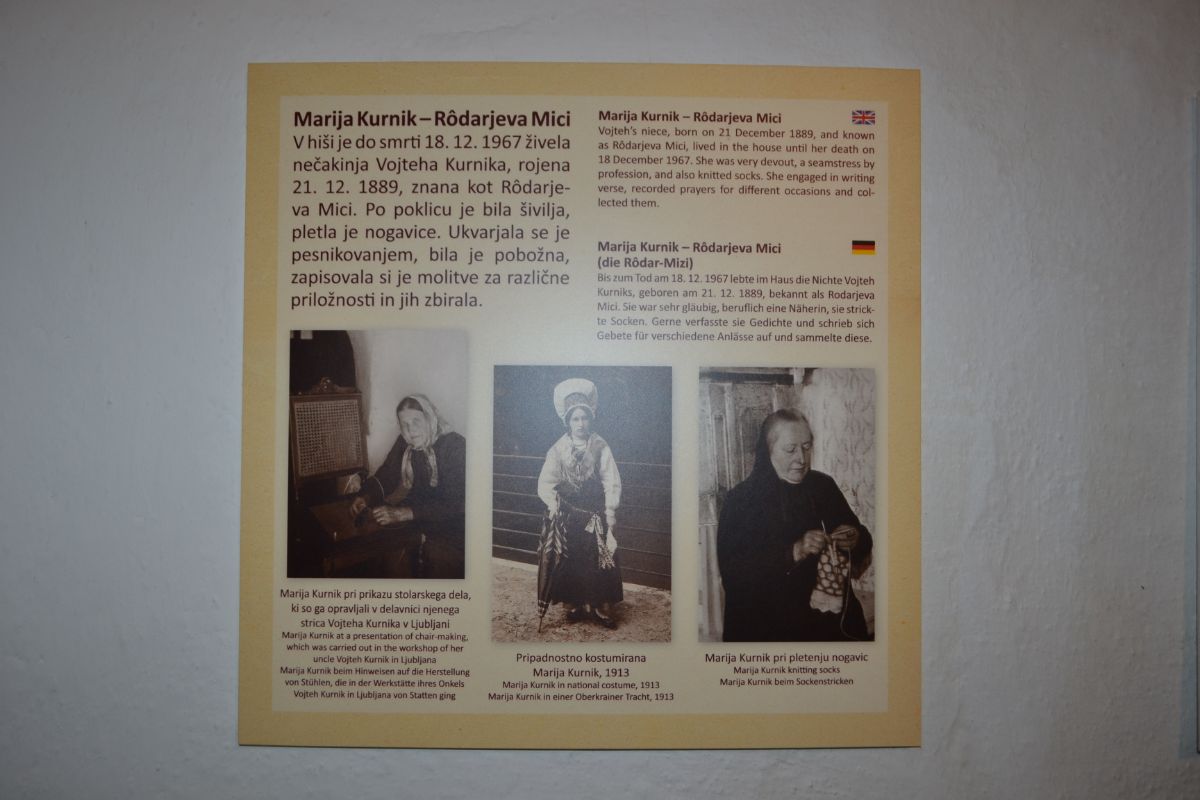 Marija Kurnik – Rôdarjeva Mici
V hiši je do smrti 18. 12. 1967 živela
nečakinja Vojteha Kurnika, rojena
21. 12. 1889, znana kot Rôdarje-
va Mici. Po poklicu je bila šivilja,
pletla je nogavice. Ukvarjala se je
pesnikovanjem, bila je pobožna,
zapisovala si je molitve za različne
priložnosti in jih zbirala.
Marija Kurnik – Rôdarjeva Mici
Vojteh's niece, born on 21 December 1889, and known
as Rôdarjeva Mici, lived in the house until her death on
18 December 1967. She was very devout, a seamstress by
profession, and also knitted socks. She engaged in writing
verse, recorded prayers for different occasions and col-
lected them.
Marija Kurnik – Rôdarjeva Mici
(die Rôdar-Mizi)
Bis zum Tod am 18. 12. 1967 lebte im Haus die Nichte Vojteh
Kurniks, geboren am 21. 12. 1889, bekannt als Rodarjeva
Mici. Sie war sehr gläubig, beruflich eine Näherin, sie strick-
te Socken. Gerne verfasste sie Gedichte und schrieb sich
Gebete für verschiedene Anlässe auf und sammelte diese.
Marija Kurnik pri prikazu stolarskega dela,
ki so ga opravljali v delavnici njenega
strica Vojteha Kurnika v Ljubljani
Marija Kurnik at a presentation of chair-making,
which was carried out in the workshop of her
uncle Vojteh Kurnik in Ljubljana
Marija Kurnik beim Hinweisen auf die Herstellung
von Stühlen, die in der Werkstätte ihres Onkels
Vojteh Kurnik in Ljubljana von Statten ging
Pripadnostno kostumirana
Marija Kurnik, 1913
Marija Kurnik in national costume, 1913
Marija Kurnik in einer Oberkrainer Tracht, 1913
Marija Kurnik pri pletenju nogavic
Marija Kurnik knitting socks
Marija Kurnik beim Sockenstricken